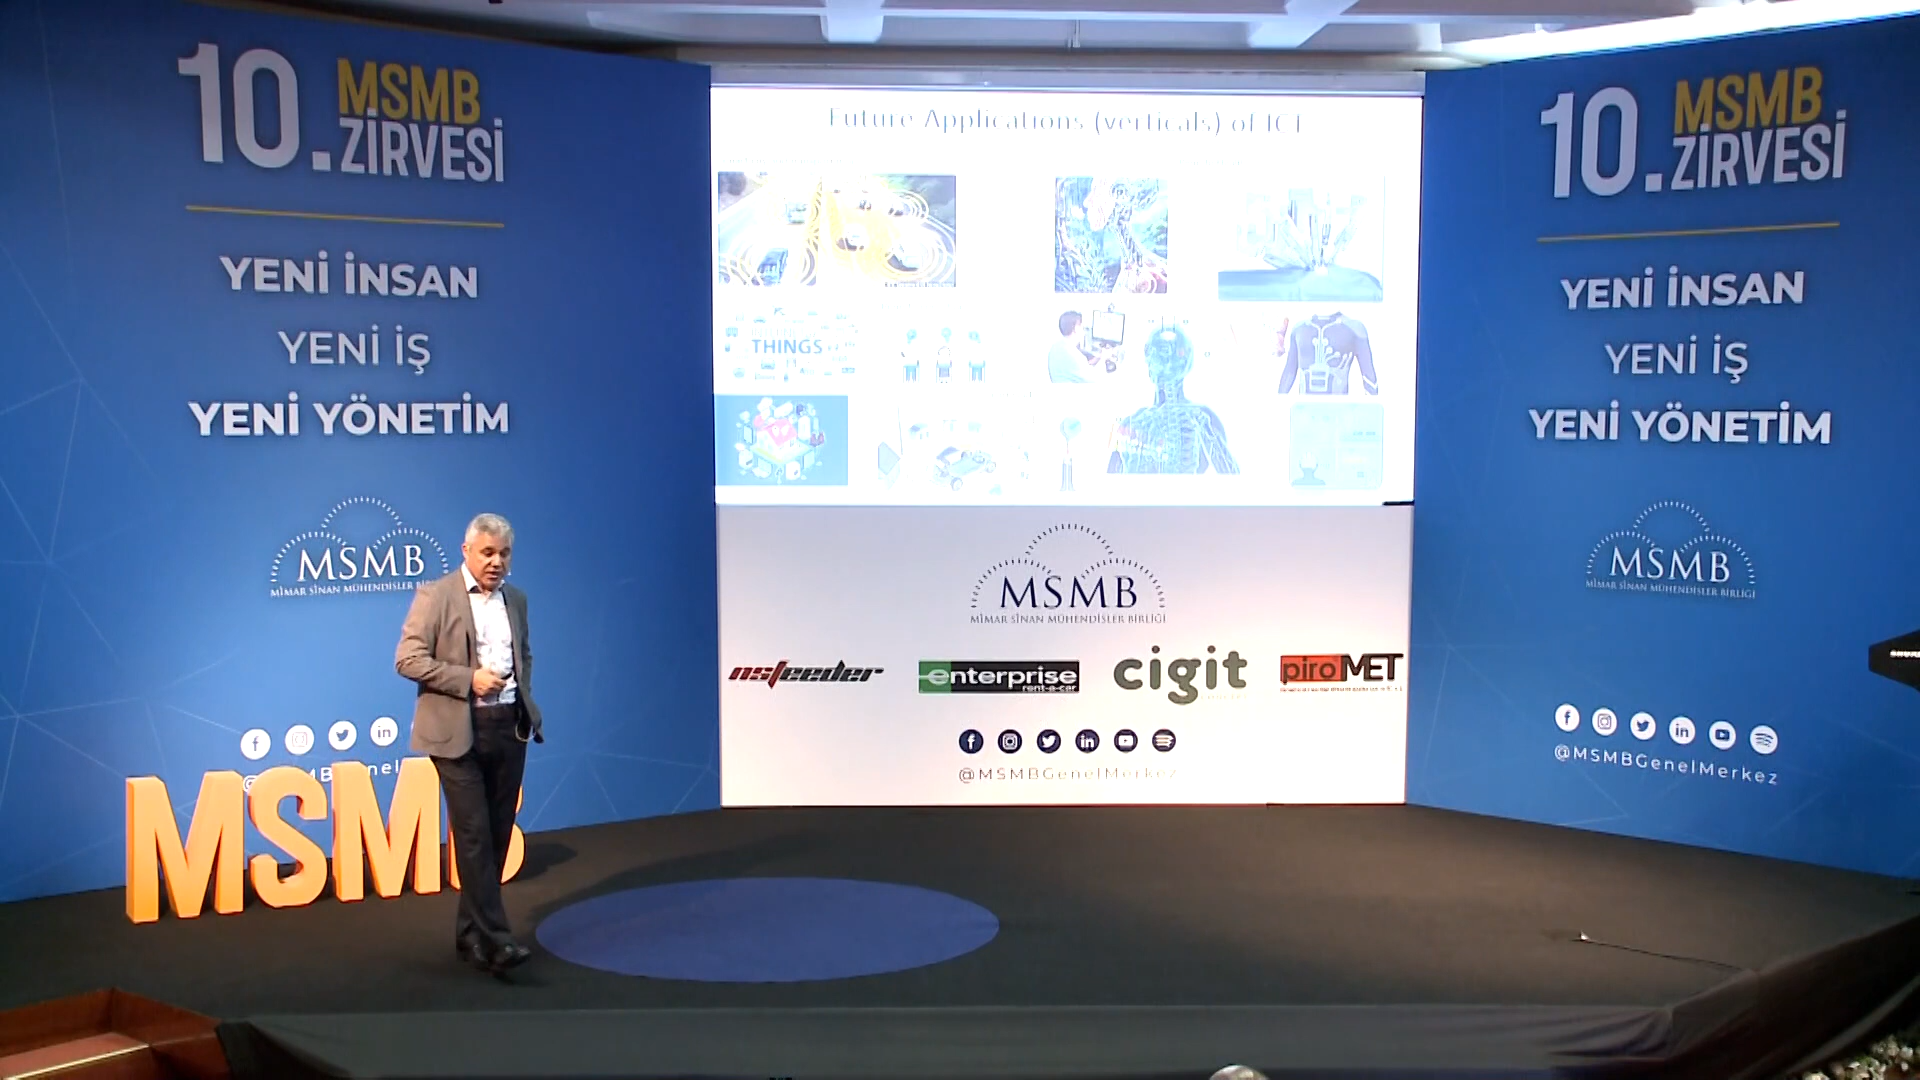 10. MSMB
ZİRVESİ
YENİ İNSAN
YENİ İŞ
YENİ YÖNETİM
MSMB
MİMAR SİNAN MÜHENDİSLER
MSMB
Future Applications (verticals) of ICT
THINGS
MSMB
MİMAR SİNAN MÜHENDİSLER BİRLİĞİ
nsfeeder
enterprise
rent-a-car
cigit
piroMET
@MSMBGenelMerkez
10. MSMB
ZİRVESİ
YENİ İNSAN
YENİ İŞ
YENİ YÖNETİM
MSMB
MİMAR SİNAN MÜHENDİSLER BİRLİĞİ
@MSMBGenelMerkez